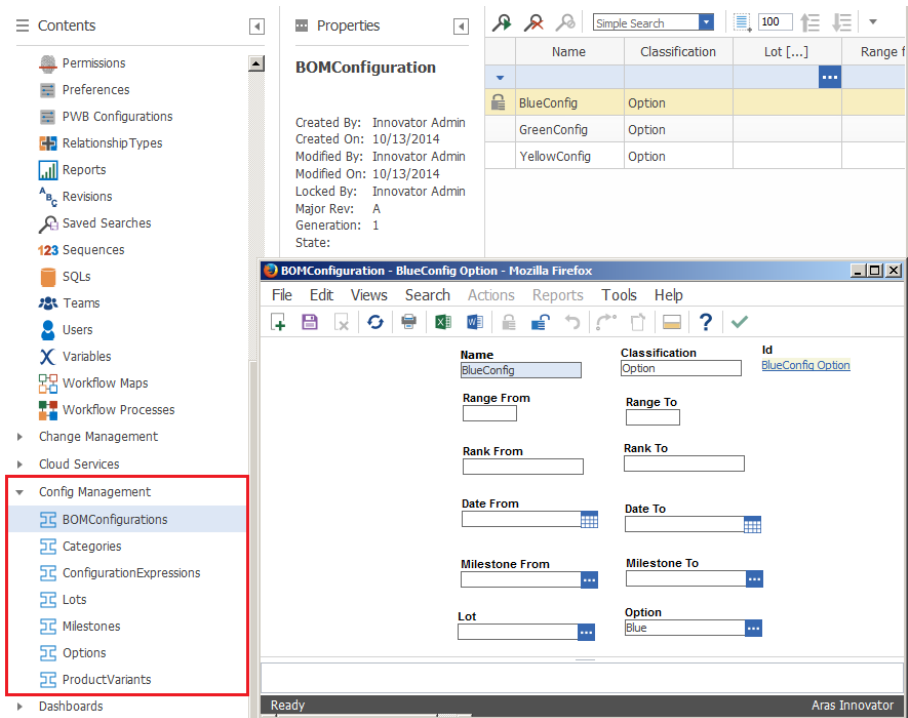 Contents
Permissions
Preferences
PWB Configurations
RelationshipTypes
Reports
Revisions
Saved Searches
123 Sequences
SQLs
Teams
Users
Variables
Workflow Maps
Workflow Processes
Change Management
Cloud Services
Config Management
BOMConfigurations
Categories
ConfigurationExpressions
Lots
Milestones
Options
ProductVariants
Dashboards
Properties
BOMConfiguration
Created By: Innovator Admin
Created On: 10/13/2014
Modified By: Innovator Admin
Modified On: 10/13/2014
Locked By: Innovator Admin
Major Rev: A
Generation: 1
State:
Simple Search 100
Name Classification Lot [...] Range f
BlueConfig Option
GreenConfig Option
YellowConfig Option
BOMConfiguration - BlueConfig Option - Mozilla Firefox
File Edit Views Search Actions Reports Tools Help
Name Classification Id
BlueConfig Option BlueConfig Option
Range From Range To
Rank From Rank To
Date From Date To
Milestone From Milestone To
Lot Option
Blue
Ready Aras Innovator